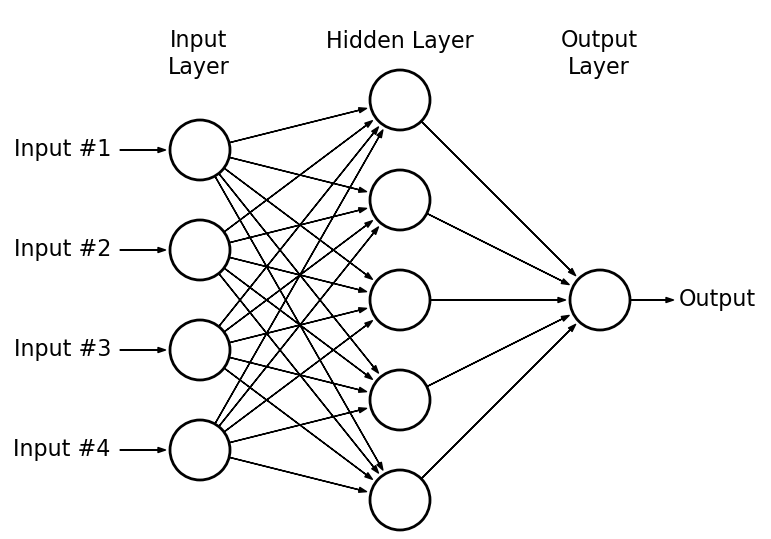 Input
Layer
Hidden Layer
Output
Layer
Input #1
Input #2
Input #3
Input #4
Output